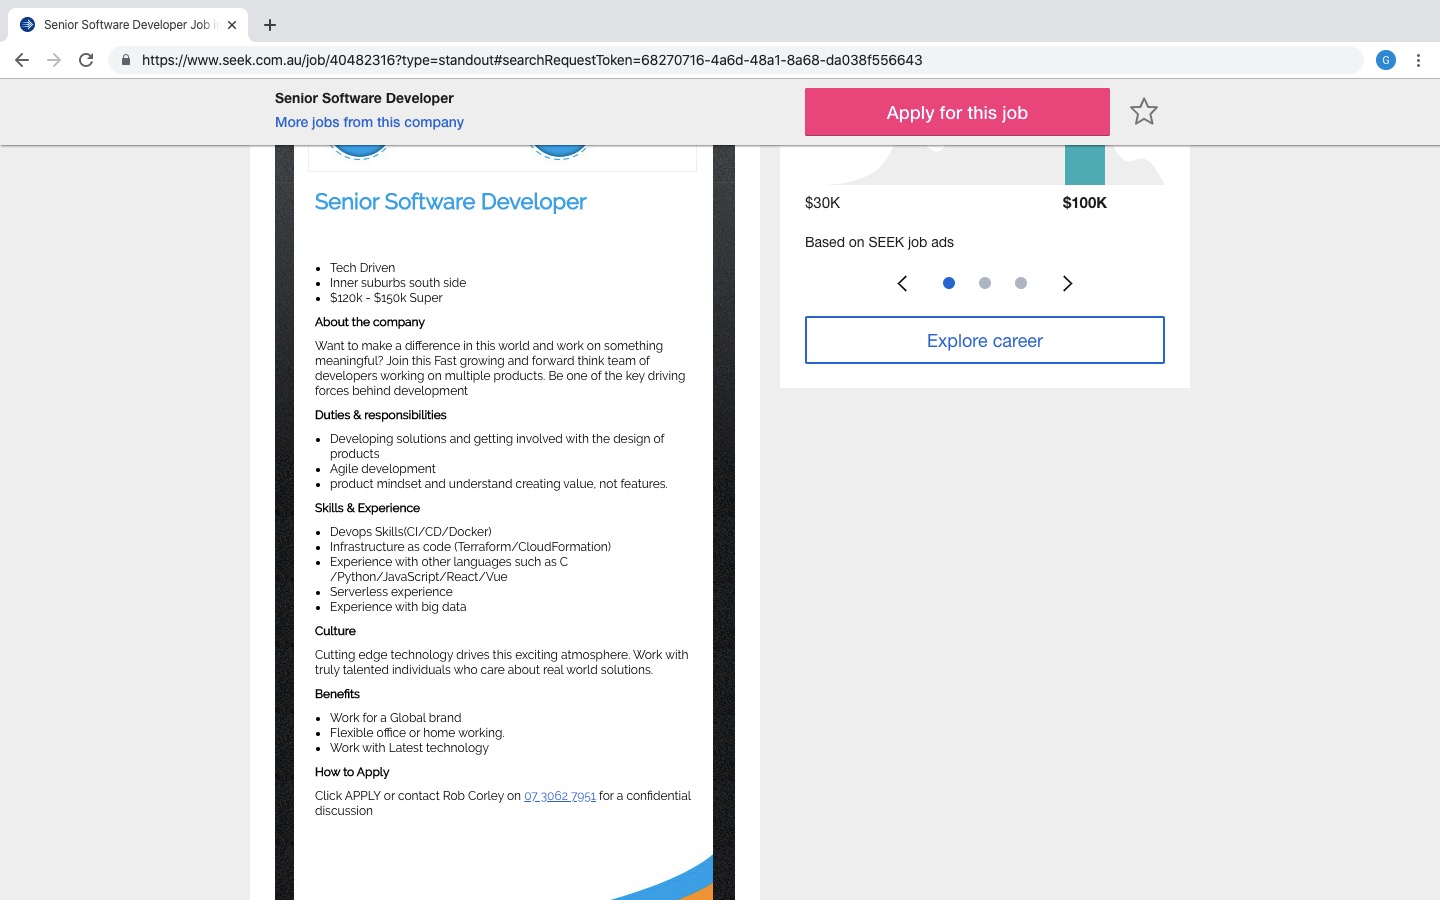 Senior Software Developer Job i
https://www.seek.com.au/job/40482316?type=standout#searchRequestToken=68270716-4a6d-48a1-8a68-da038f556643
G
Senior Software Developer
More jobs from this company
Apply for this job
Senior Software Developer
• Tech Driven
• Inner suburbs south side
• $120k - $150k Super
About the company
Want to make a difference in this world and work on something
meaningful? Join this Fast growing and forward think team of
developers working on multiple products. Be one of the key driving
forces behind development
Duties & responsibilities
• Developing solutions and getting involved with the design of
products
• Agile development
• product mindset and understand creating value, not features.
Skills & Experience
• Devops Skills(CI/CD/Docker)
• Infrastructure as code (Terraform/CloudFormation)
• Experience with other languages such as C
/Python/JavaScript/React/Vue
• Serverless experience
• Experience with big data
Culture
Cutting edge technology drives this exciting atmosphere. Work with
truly talented individuals who care about real world solutions.
Benefits
• Work for a Global brand
• Flexible office or home working.
• Work with Latest technology
How to Apply
Click APPLY or contact Rob Corley on 07 3062 7951 for a confidential
discussion
$30K
$100K
Based on SEEK job ads
Explore career